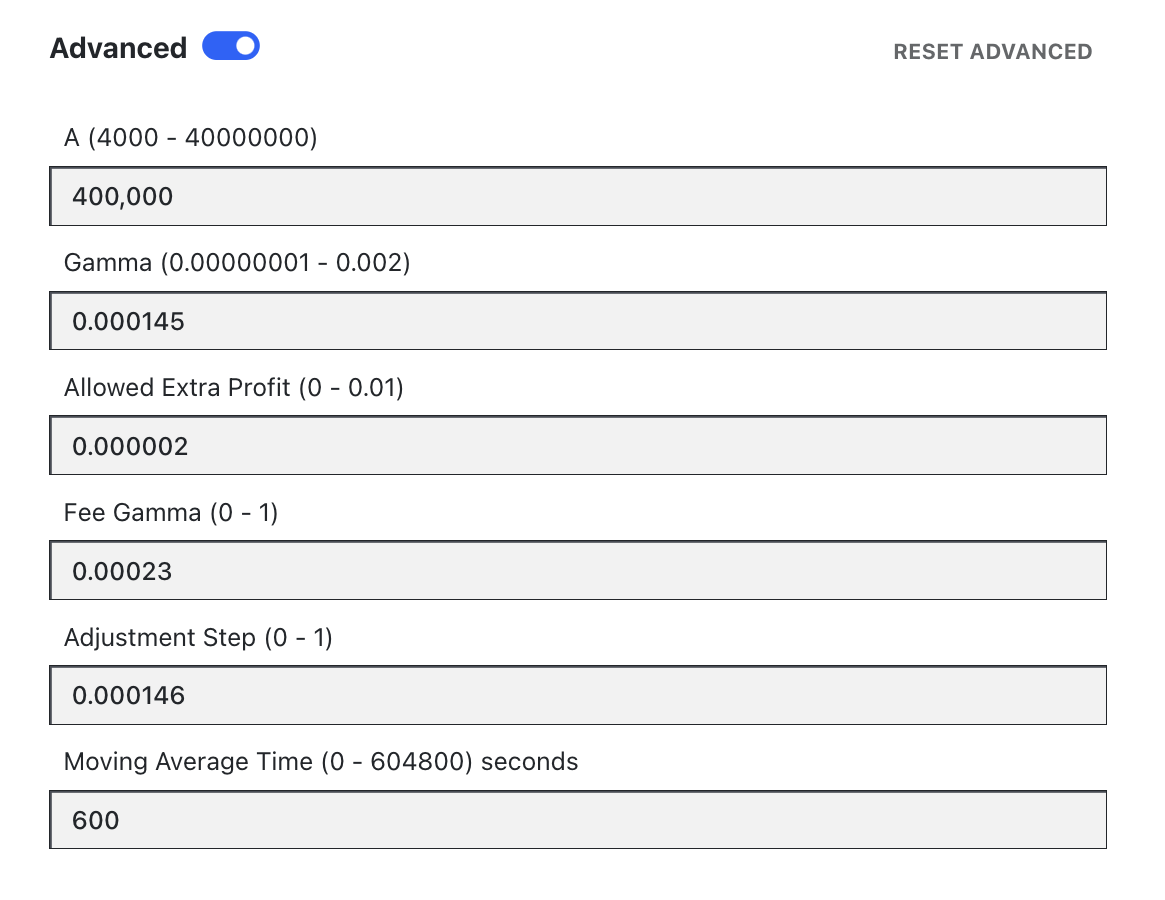 Advanced
RESET ADVANCED
A (4000 - 40000000)
400,000
Gamma (0.00000001 - 0.002)
0.000145
Allowed Extra Profit (0 - 0.01)
0.000002
Fee Gamma (0 - 1)
0.00023
Adjustment Step (0 - 1)
0.000146
Moving Average Time (0 - 604800) seconds
600